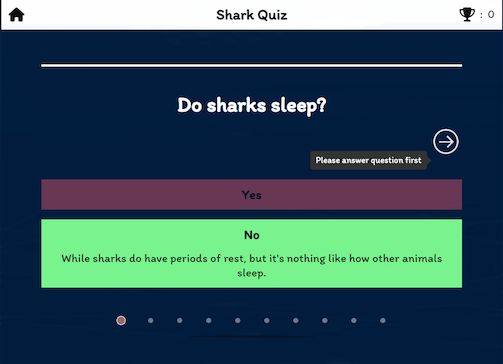 Shark Quiz
: 0
Do sharks sleep?
Please answer question first
Yes
No
While sharks do have periods of rest, but it's nothing like how other animals
sleep.